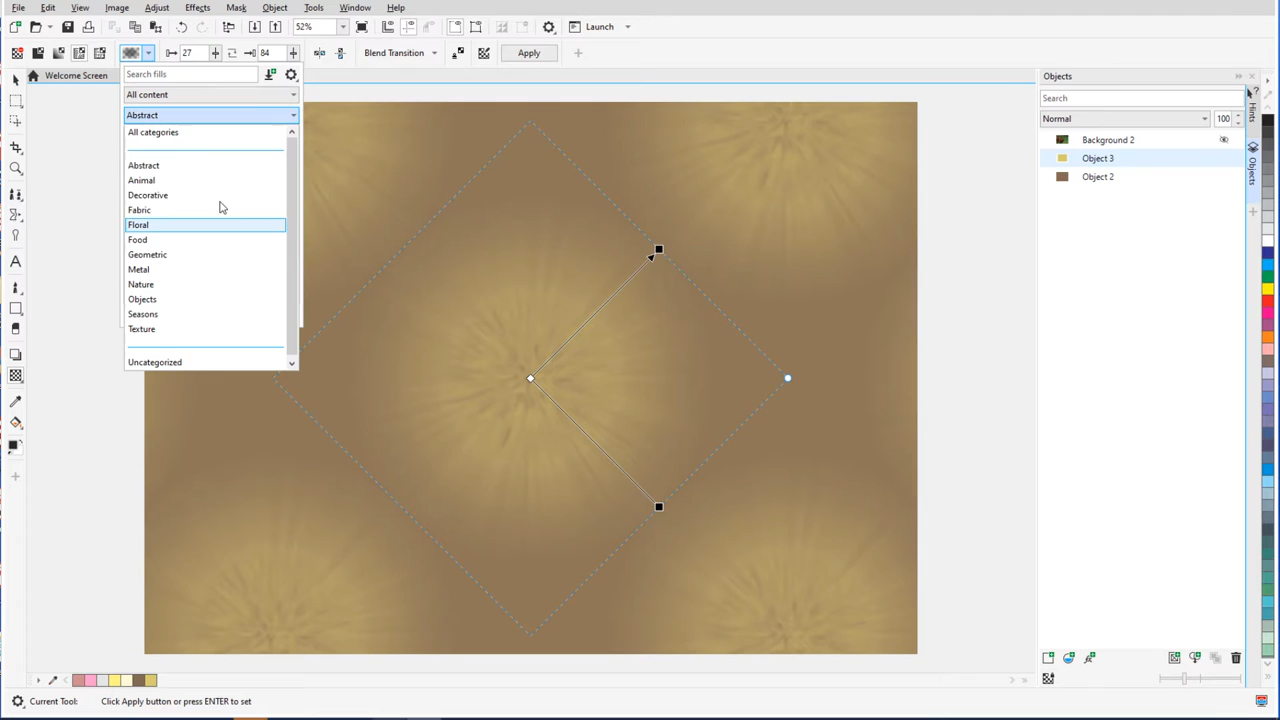 File Edit View Image Adjust Effects Mask Object Tools Window Help
52% Launch
27 84 Blend Transition Apply
Welcome Screen
Search fills
All content
Abstract
All categories
Abstract
Animal
Decorative
Fabric
Floral
Food
Geometric
Metal
Nature
Objects
Seasons
Texture
Uncategorized
Objects
Search
Normal 100
Background 2
Object 3
Object 2
Hints
Objects
Current Tool: Click Apply button or press ENTER to set